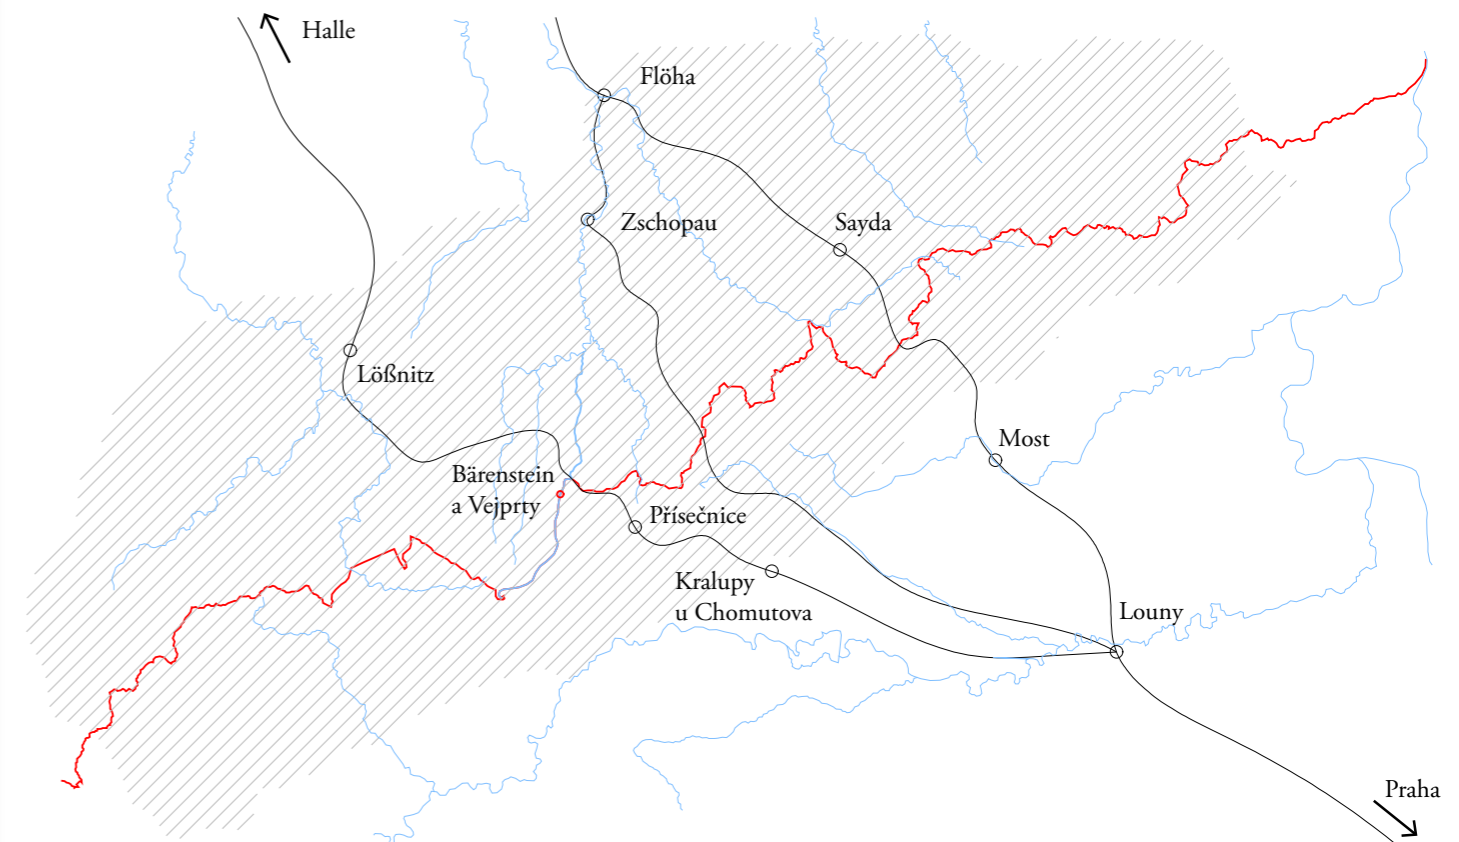 Halle
Flöha
Zschopau
Sayda
Lößnitz
Most
Bärenstein
a Vejprty
Přísečnice
Kralupy
u Chomutova
Louny
Praha